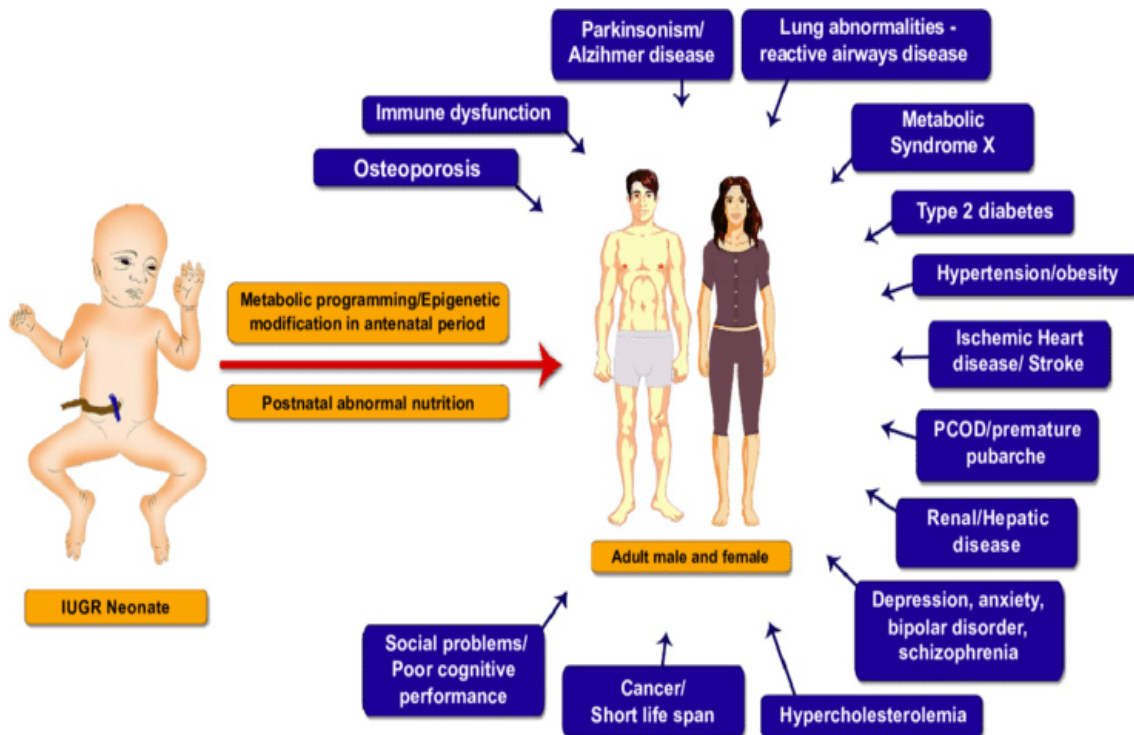 Parkinsonism/
Alzihmer disease
Lung abnormalities -
reactive airways disease
Immune dysfunction
Metabolic
Syndrome X
Osteoporosis
Type 2 diabetes
Hypertension/obesity
Metabolic programming/Epigenetic
modification in antenatal period
Ischemic Heart
disease/ Stroke
Postnatal abnormal nutrition
PCOD/premature
pubarche
Renal/Hepatic
disease
Adult male and female
IUGR Neonate
Depression, anxiety,
bipolar disorder,
schizophrenia
Social problems/
Poor cognitive
performance
Cancer/
Short life span
Hypercholesterolemia